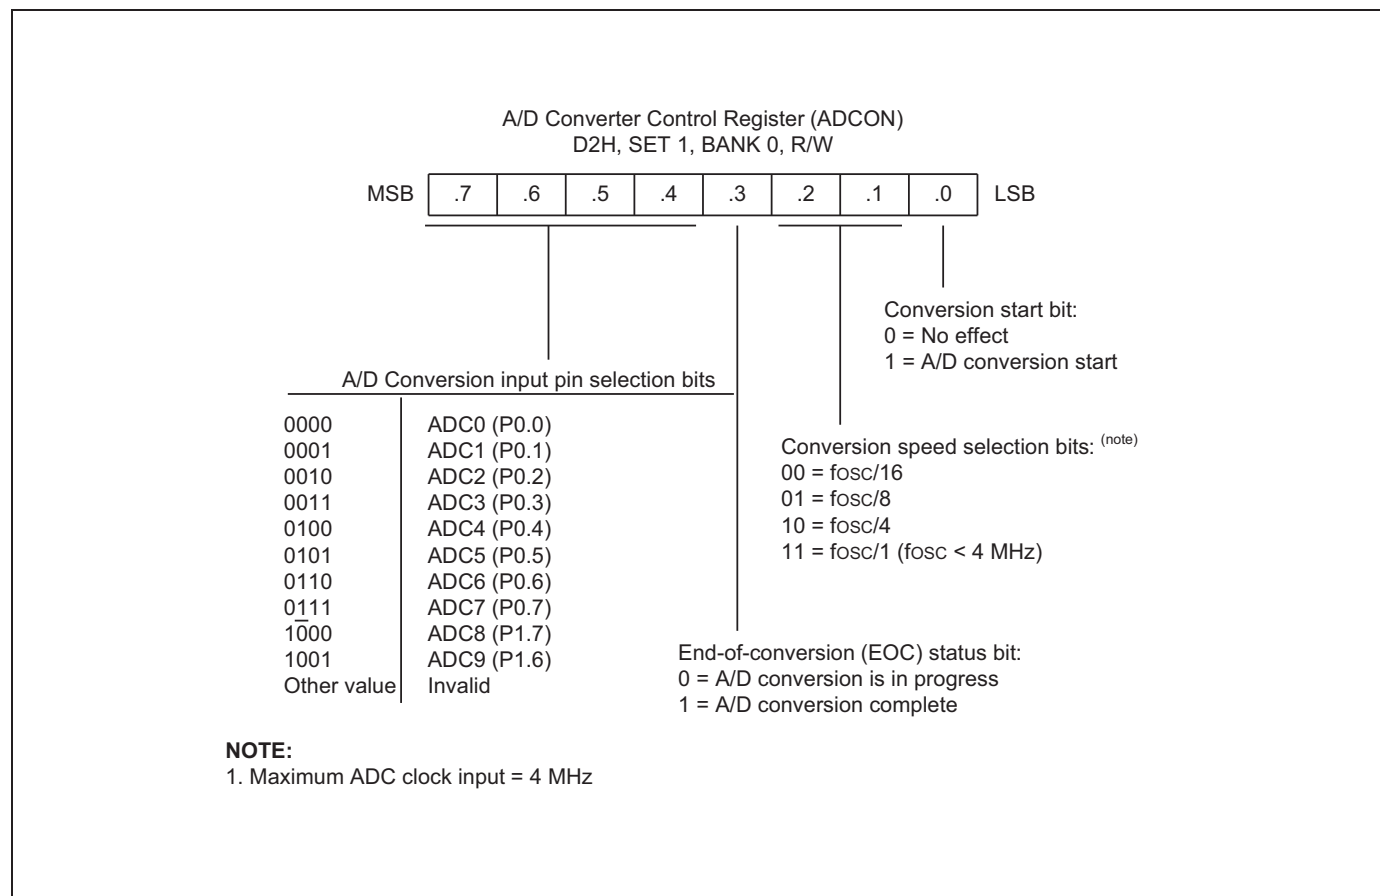 A/D Converter Control Register (ADCON)
D2H, SET 1, BANK 0, R/W
MSB .7 .6 .5 .4 .3 .2 .1 .0 LSB
Conversion start bit:
0 = No effect
1 = A/D conversion start
A/D Conversion input pin selection bits
0000 ADC0 (P0.0)
0001 ADC1 (P0.1)
0010 ADC2 (P0.2)
0011 ADC3 (P0.3)
0100 ADC4 (P0.4)
0101 ADC5 (P0.5)
0110 ADC6 (P0.6)
0111 ADC7 (P0.7)
1000 ADC8 (P1.7)
1001 ADC9 (P1.6)
Other value Invalid
Conversion speed selection bits: (note)
00 = fOSC/16
01 = fOSC/8
10 = fOSC/4
11 = fOSC/1 (fOSC < 4 MHz)
End-of-conversion (EOC) status bit:
0 = A/D conversion is in progress
1 = A/D conversion complete
NOTE:
1. Maximum ADC clock input = 4 MHz